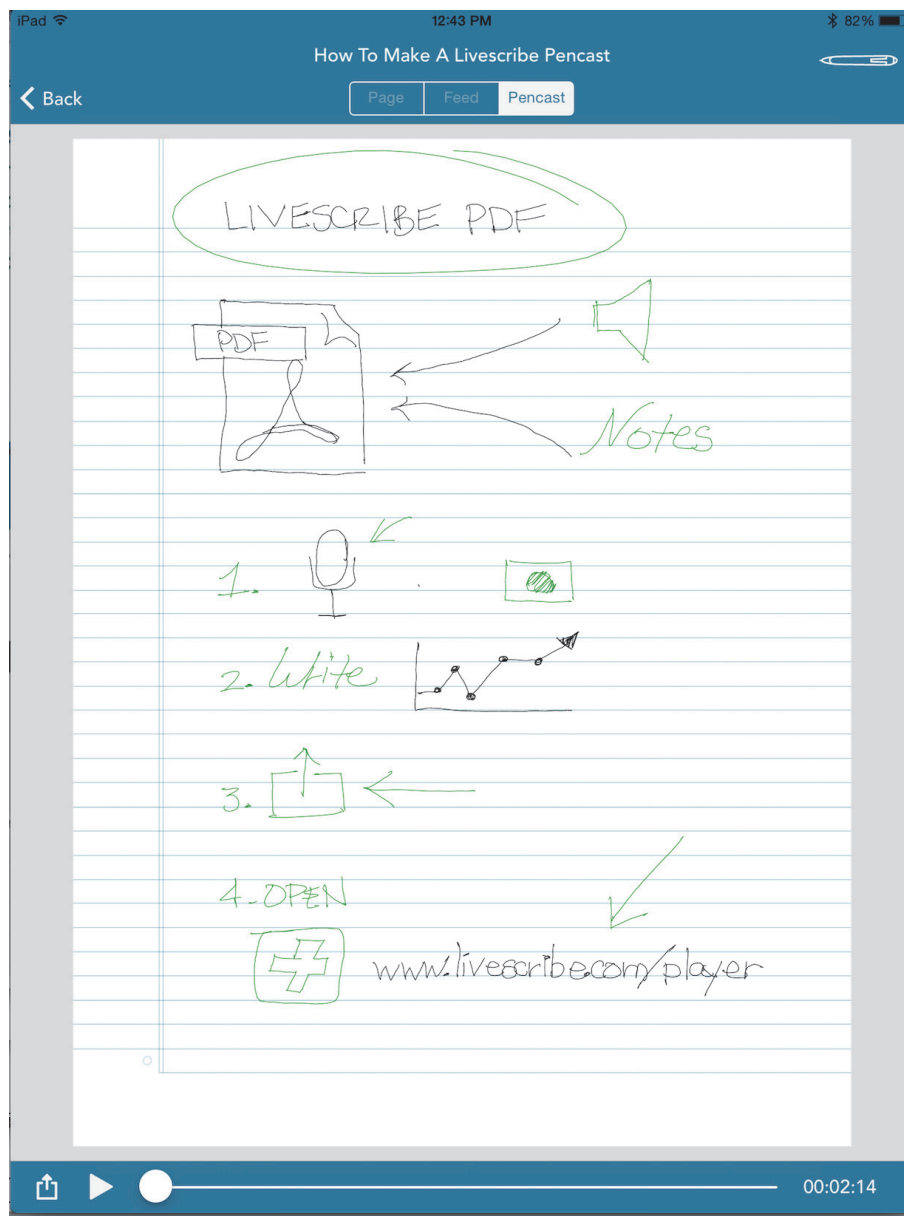 iPad 12:43 PM 82%
How To Make A Livescribe Pencast
Back Page Feed Pencast
LIVESCRIBE PDF
PDF
Notes
1.
2. Write
3.
4. OPEN
www.livescribe.com/player
00:02:14